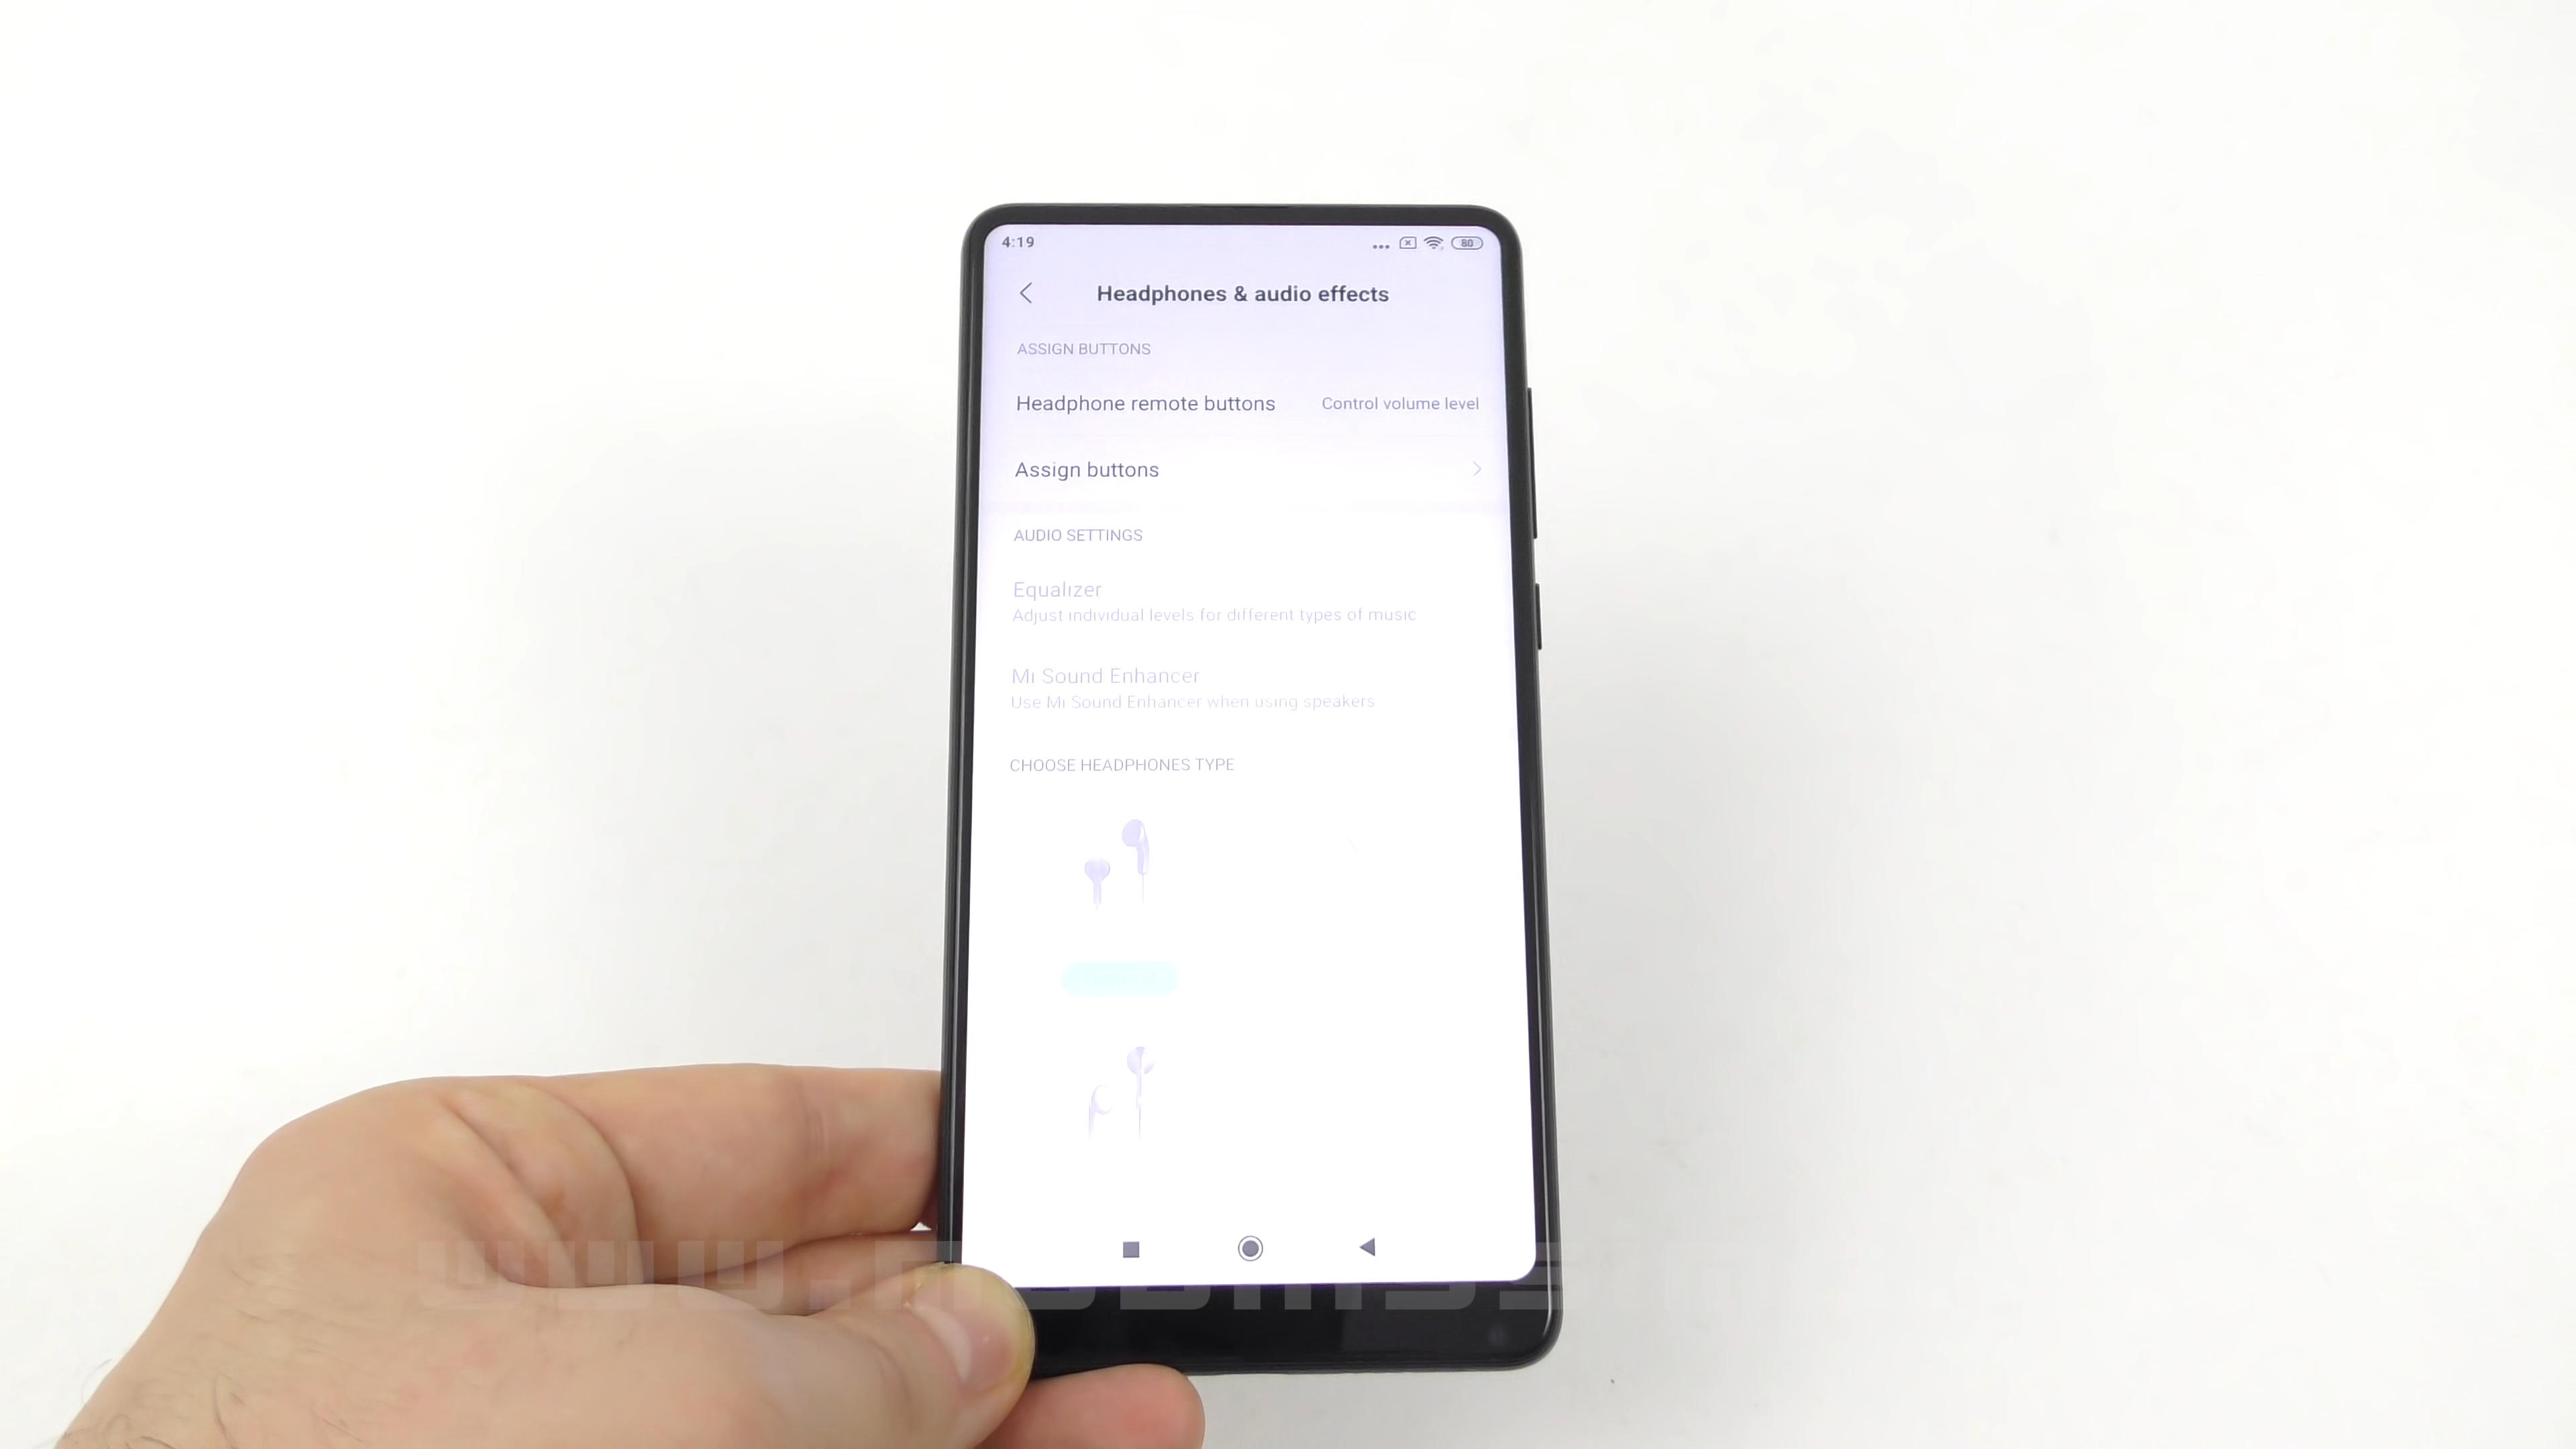 4:19
80
Headphones & audio effects
ASSIGN BUTTONS
Headphone remote buttons Control volume level
Assign buttons
AUDIO SETTINGS
Equalizer
Adjust individual levels for different types of music
Mi Sound Enhancer
Use Mi Sound Enhancer when using speakers
CHOOSE HEADPHONES TYPE